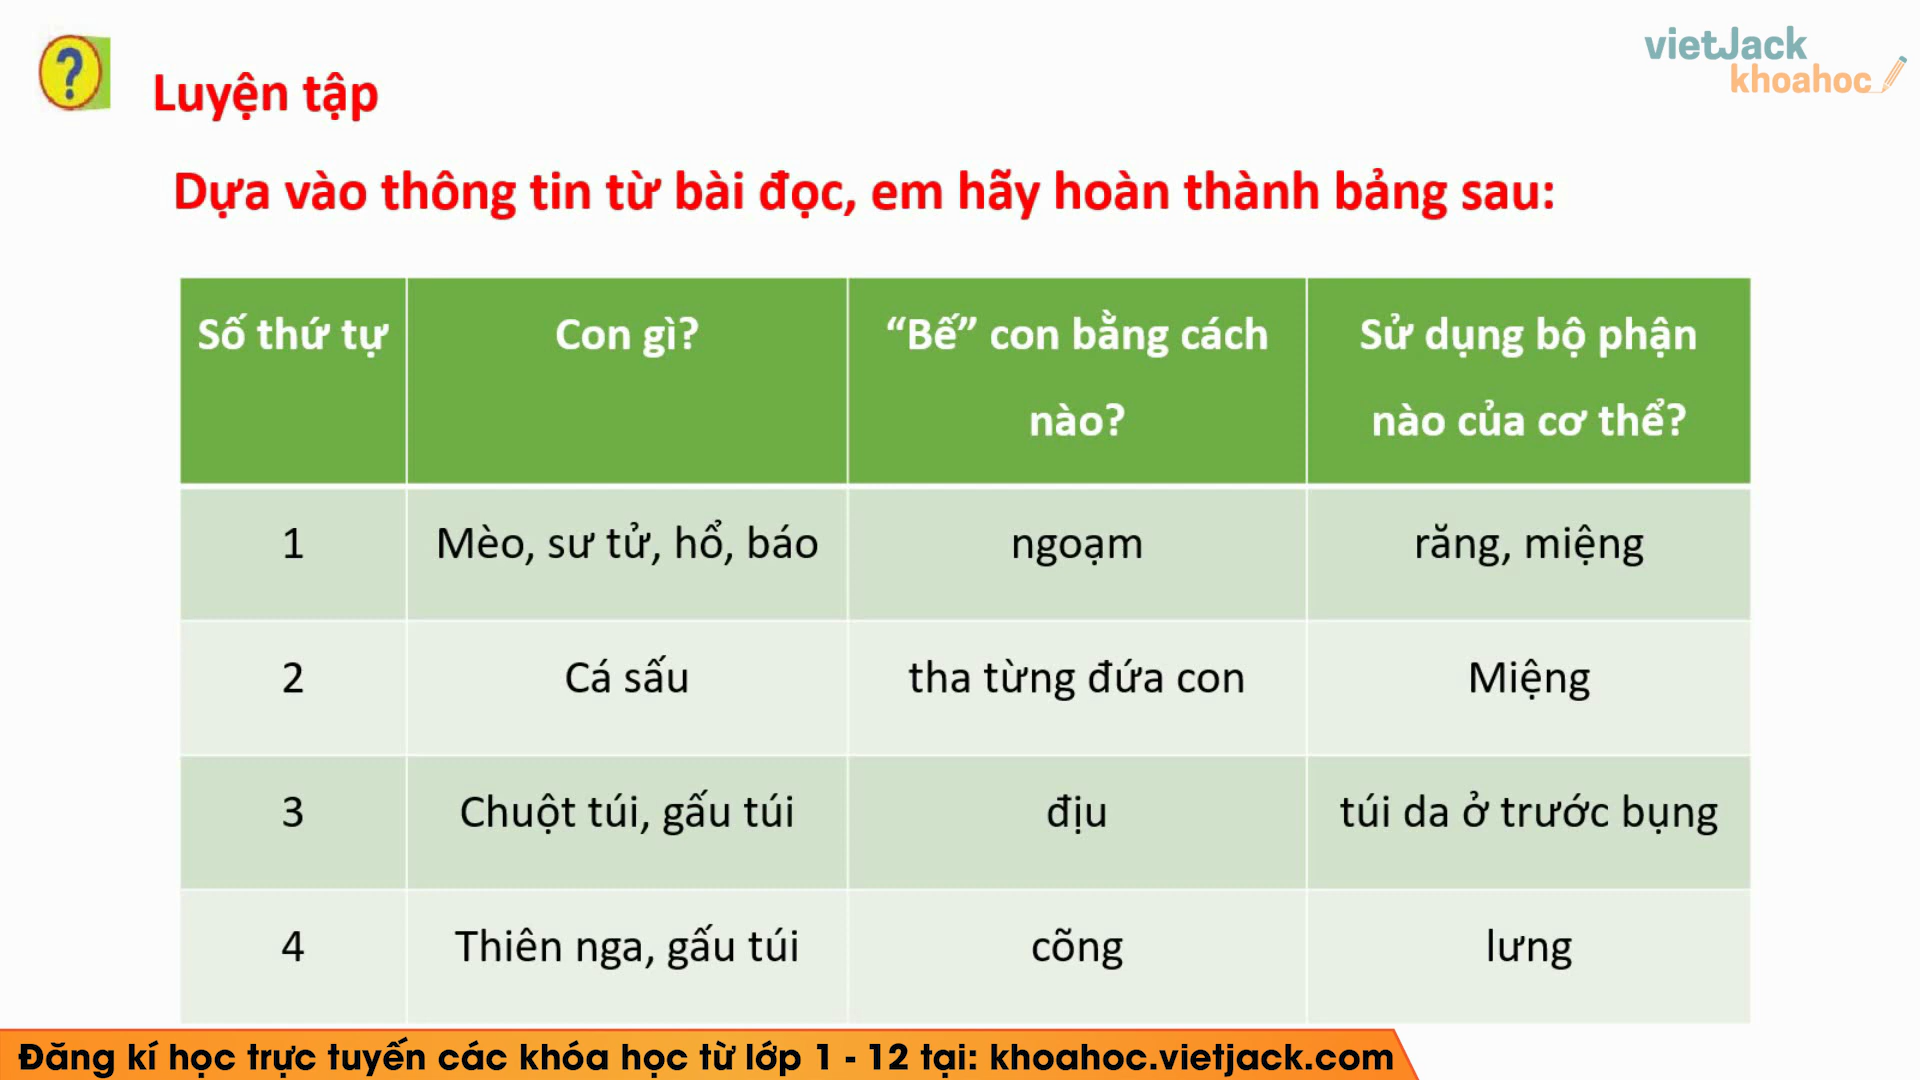 ?
vietJack
khoahoc
Luyện tập
Dựa vào thông tin từ bài đọc, em hãy hoàn thành bảng sau:
Số thứ tự
Con gì?
“Bế” con bằng cách
nào?
Sử dụng bộ phận
nào của cơ thể?
1
Mèo, sư tử, hổ, báo
ngoạm
răng, miệng
2
Cá sấu
tha từng đứa con
Miệng
3
Chuột túi, gấu túi
địu
túi da ở trước bụng
4
Thiên nga, gấu túi
cõng
lưng
Đăng kí học trực tuyến các khóa học từ lớp 1 - 12 tại: khoahoc.vietjack.com